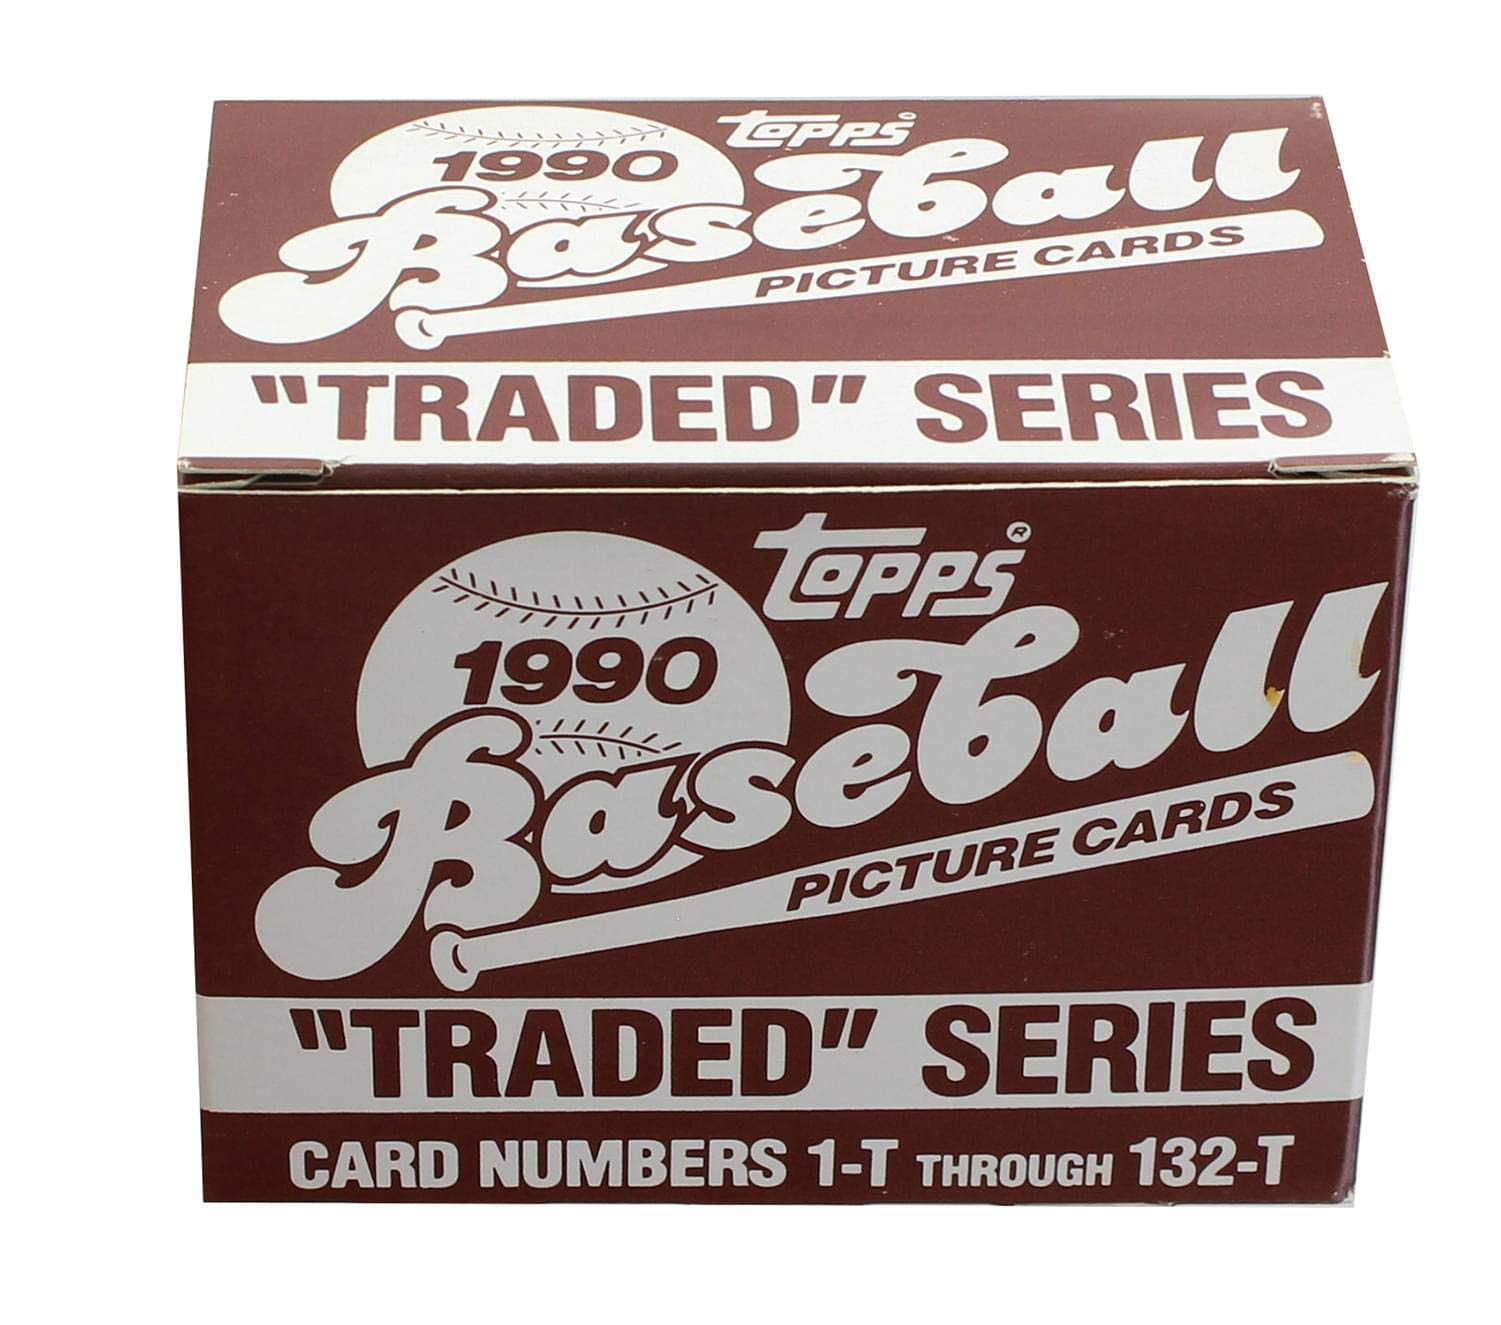 Topps
1990
Baseball
PICTURE CARDS
"TRADED" SERIES
Topps®
1990
Baseball
PICTURE CARDS
"TRADED" SERIES
CARD NUMBERS 1-T THROUGH 132-T